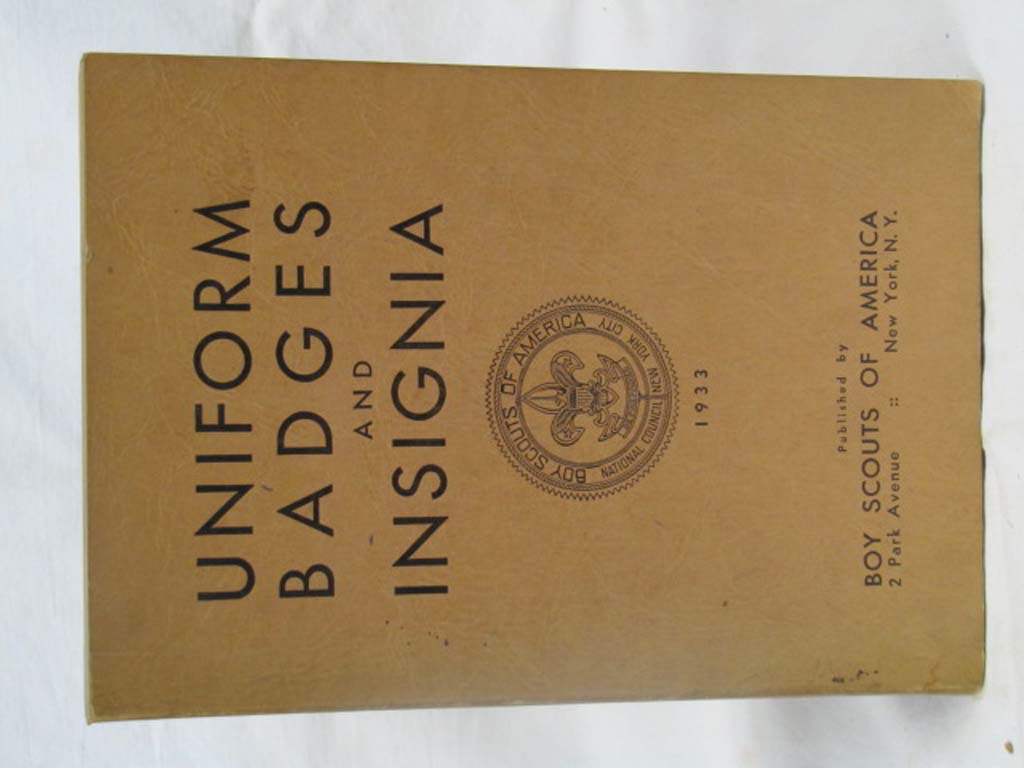 UNIFORM
BADGES
AND
INSIGNIA
BOY SCOUTS OF AMERICA
NATIONAL COUNCIL NEW YORK CITY
1933
Published by
BOY SCOUTS OF AMERICA
2 Park Avenue :: New York, N. Y.